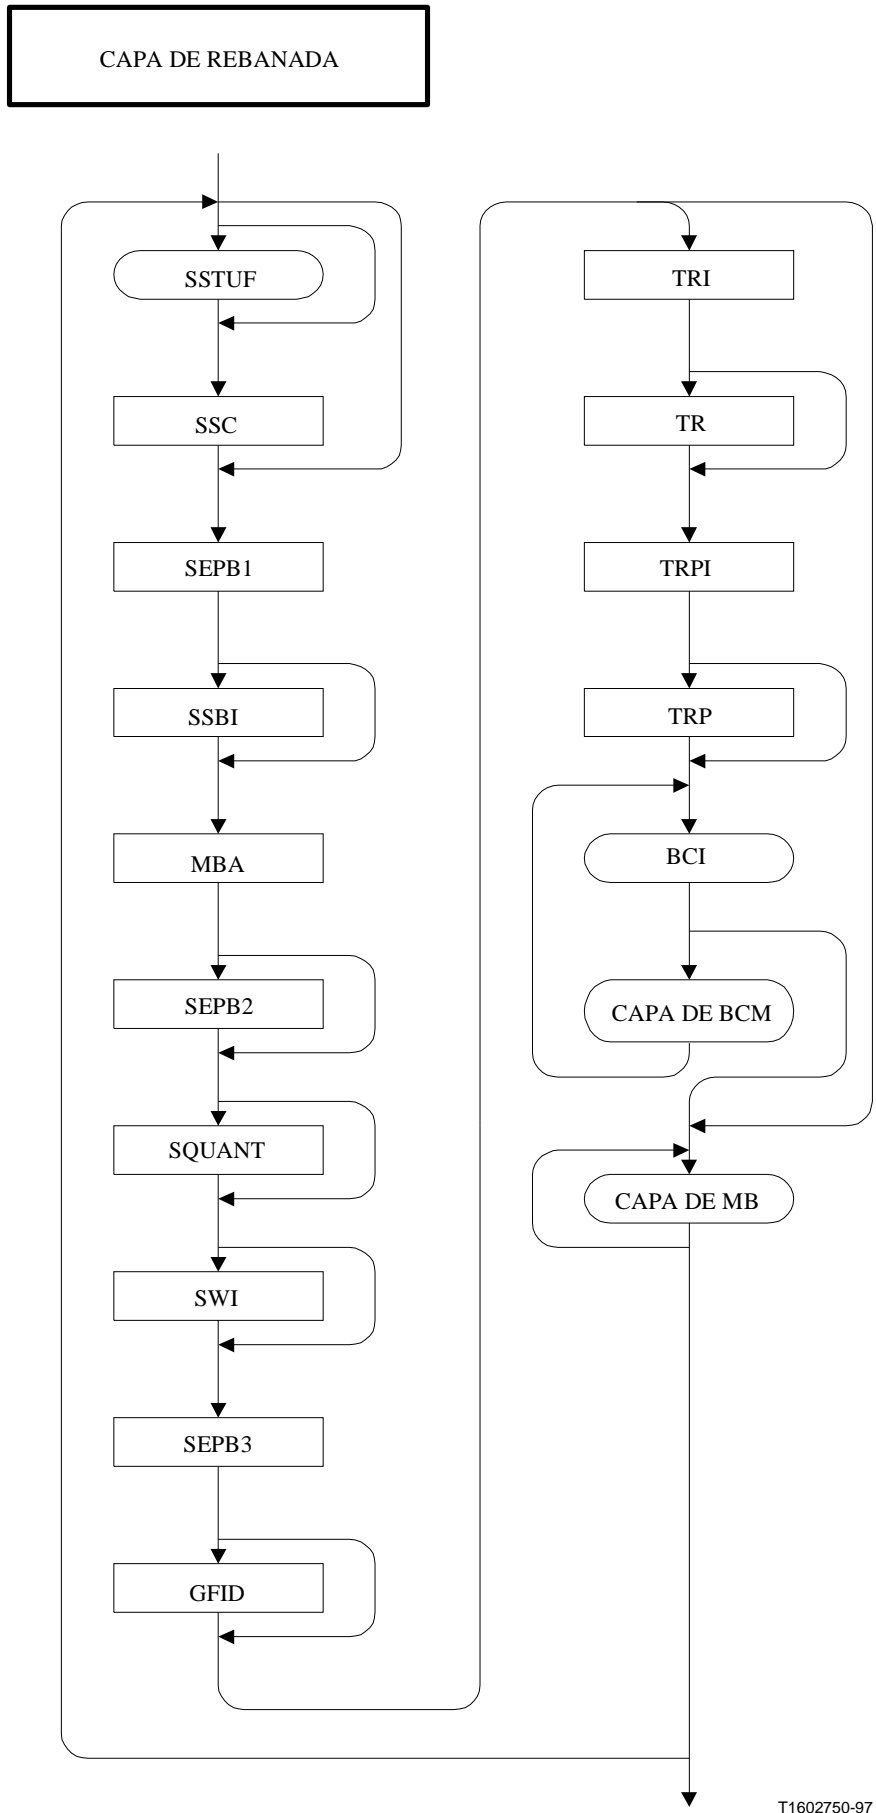 CAPA DE REBANADA
SSTUF
SSC
SEPB1
SSBI
MBA
SEPB2
SQUANT
SWI
SEPB3
GFID
TRI
TR
TRPI
TRP
BCI
CAPA DE BCM
CAPA DE MB
T1602750-97